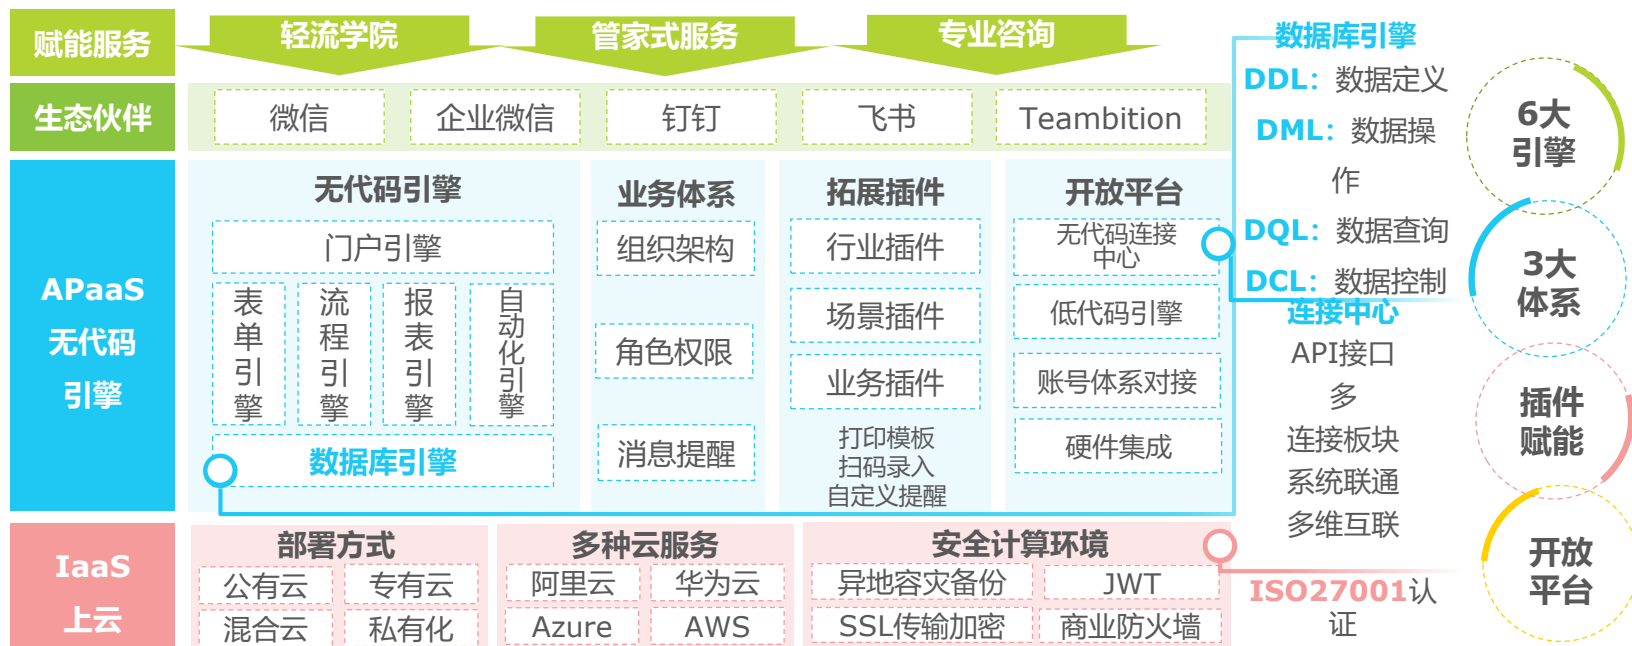 赋能服务
轻流学院
管家式服务
专业咨询
生态伙伴
微信
企业微信
钉钉
飞书
Teambition
APaaS
无代码
引擎
无代码引擎
门户引擎
表单引擎
流程引擎
报表引擎
自动化引擎
数据库引擎
业务体系
组织架构
角色权限
消息提醒
拓展插件
行业插件
场景插件
业务插件
打印模板
扫码录入
自定义提醒
开放平台
无代码连接
中心
低代码引擎
账号体系对接
硬件集成
IaaS
上云
部署方式
公有云
专有云
混合云
私有化
多种云服务
阿里云
华为云
Azure
AWS
安全计算环境
异地容灾备份
JWT
SSL传输加密
商业防火墙
数据库引擎
DDL：数据定义
DML：数据操
作
DQL：数据查询
DCL：数据控制
连接中心
API接口
多
连接板块
系统联通
多维互联
ISO27001认
证
6大
引擎
3大
体系
插件
赋能
开放
平台